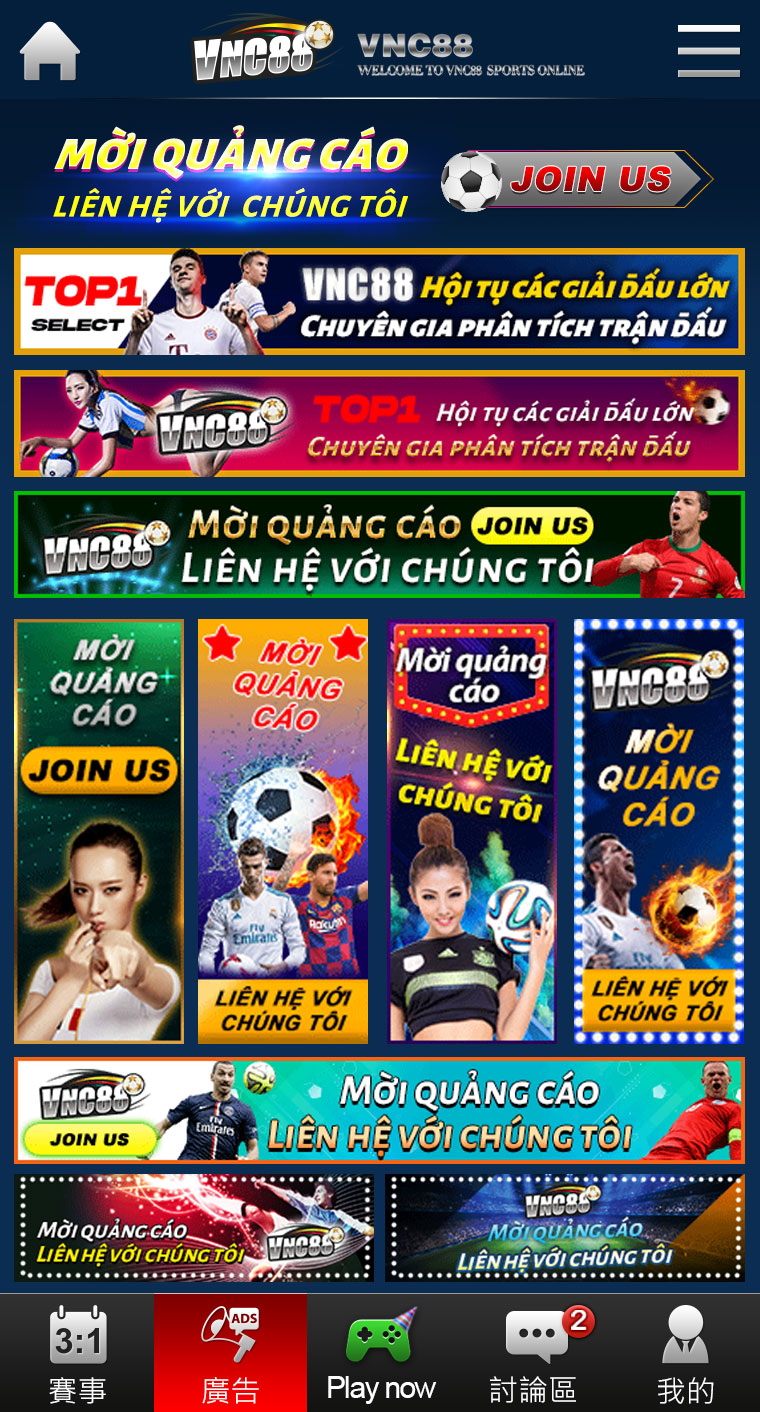 VNC88
VNC88
WELCOME TO VNC88 SPORTS ONLINE
MỜI QUẢNG CÁO
LIÊN HỆ VỚI CHÚNG TÔI
JOIN US
TOP1
SELECT
VNC88 HỘI TỤ CÁC GIẢI ĐẤU LỚN
CHUYÊN GIA PHÂN TÍCH TRẬN ĐẤU
VNC88
TOP1 HỘI TỤ CÁC GIẢI ĐẤU LỚN
CHUYÊN GIA PHÂN TÍCH TRẬN ĐẤU
VNC88
MỜI QUẢNG CÁO JOIN US
LIÊN HỆ VỚI CHÚNG TÔI
7
MỜI
QUẢNG
CÁO
JOIN US
MỜI
QUẢNG
CÁO
Fly
Emirates
Rakuten
LIÊN HỆ VỚI
CHÚNG TÔI
Mời quảng
cáo
LIÊN HỆ VỚI
CHÚNG TÔI
VNC88
MỜI
QUẢNG
CÁO
LIÊN HỆ VỚI
CHÚNG TÔI
VNC88
JOIN US
Fly
Emirates
MỜI QUẢNG CÁO
LIÊN HỆ VỚI CHÚNG TÔI
MỜI QUẢNG CÁO
LIÊN HỆ VỚI CHÚNG TÔI
VNC88
VNC88
MỜI QUẢNG CÁO
LIÊN HỆ VỚI CHÚNG TÔI
3:1
賽事
ADS
廣告
Play now
2
討論區
我的